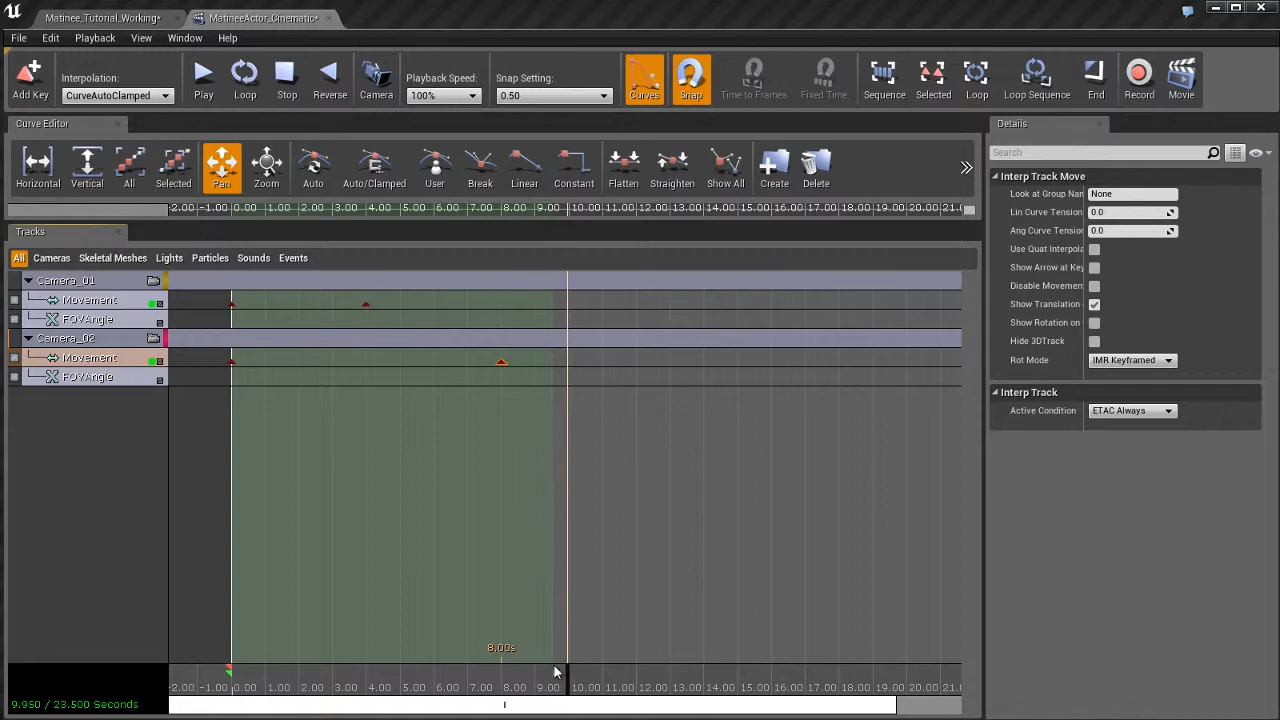 Matinee_Tutorial_Working*
MatineeActor_Cinematic*
File Edit Playback View Window Help
Add Key
Interpolation:
CurveAutoClamped
Play
Loop
Stop
Reverse
Camera
Playback Speed:
100%
Snap Setting:
0.50
Curves
Snap
Time to Frames
Fixed Time
Sequence
Selected
Loop
Loop Sequence
End
Record
Movie
Curve Editor
Horizontal
Vertical
All
Selected
Pan
Zoom
Auto
Auto/Clamped
User
Break
Linear
Constant
Flatten
Straighten
Show All
Create
Delete
-2.00 -1.00 0.00 1.00 2.00 3.00 4.00 5.00 6.00 7.00 8.00 9.00 10.00 11.00 12.00 13.00 14.00 15.00 16.00 17.00 18.00 19.00 20.00 21.0
Tracks
All Cameras Skeletal Meshes Lights Particles Sounds Events
Camera_01
Movement
FOVAngle
Camera_02
Movement
FOVAngle
8.00s
-2.00 -1.00 0.00 1.00 2.00 3.00 4.00 5.00 6.00 7.00 8.00 9.00 10.00 11.00 12.00 13.00 14.00 15.00 16.00 17.00 18.00 19.00 20.00 21.0
9.950 / 23.500 Seconds
Details
Search
Interp Track Move
Look at Group Nar None
Lin Curve Tension 0.0
Ang Curve Tension 0.0
Use Quat Interpola
Show Arrow at Key
Disable Movemen
Show Translation
Show Rotation on
Hide 3DTrack
Rot Mode IMR Keyframed
Interp Track
Active Condition ETAC Always